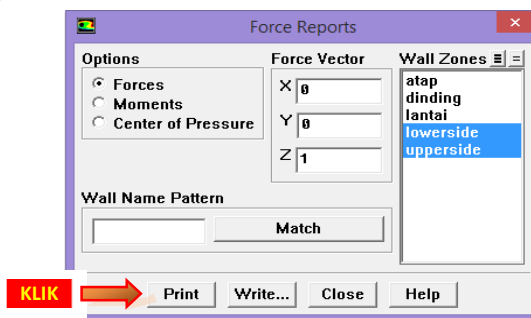 Force Reports
Options
Forces
Moments
Center of Pressure
Force Vector
X 0
Y 0
Z 1
Wall Zones
atap
dinding
lantai
lowerside
upperside
Wall Name Pattern
Match
KLIK
Print Write... Close Help